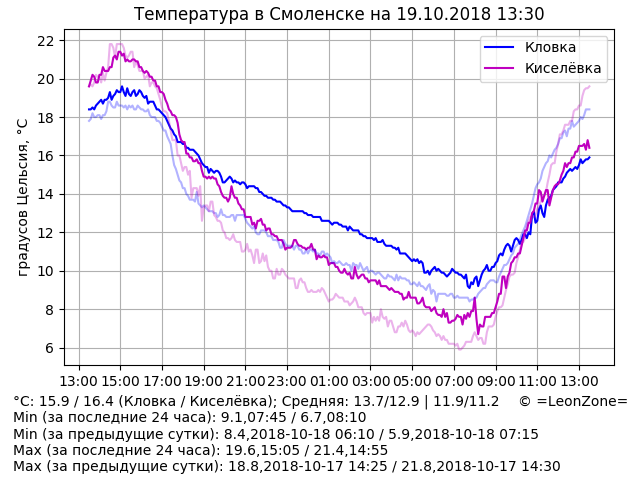 Температура в Смоленске на 19.10.2018 13:30
Кловка
Киселёвка
градусов Цельсия, °C
22
20
18
16
14
12
10
8
6
13:00 15:00 17:00 19:00 21:00 23:00 01:00 03:00 05:00 07:00 09:00 11:00 13:00
°C: 15.9 / 16.4 (Кловка / Киселёвка); Средняя: 13.7/12.9 | 11.9/11.2 © =LeonZone=
Min (за последние 24 часа): 9.1,07:45 / 6.7,08:10
Min (за предыдущие сутки): 8.4,2018-10-18 06:10 / 5.9,2018-10-18 07:15
Max (за последние 24 часа): 19.6,15:05 / 21.4,14:55
Max (за предыдущие сутки): 18.8,2018-10-17 14:25 / 21.8,2018-10-17 14:30